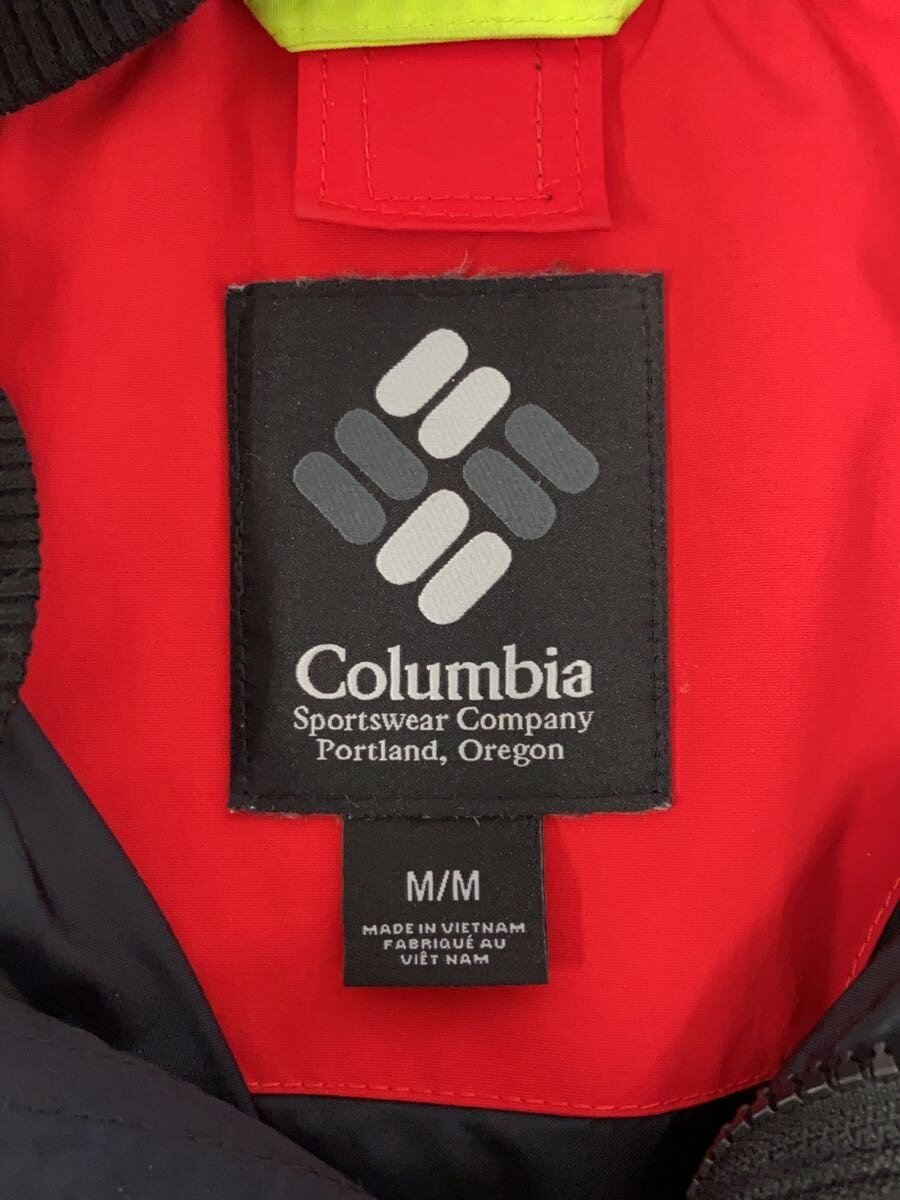 Columbia
Sportswear Company
Portland, Oregon
M/M
MADE IN VIETNAM
FABRIQUÉ AU
VIÊT NAM